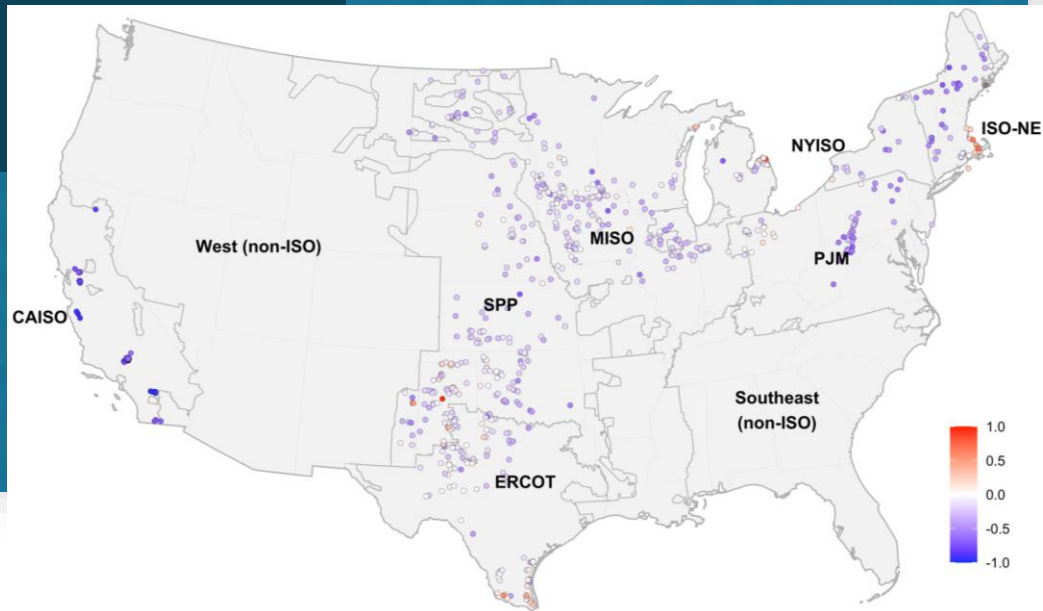 ISO-NE
NYISO
West (non-ISO)
MISO
PJM
SPP
CAISO
Southeast
(non-ISO)
ERCOT
1.0
0.5
0.0
-0.5
-1.0